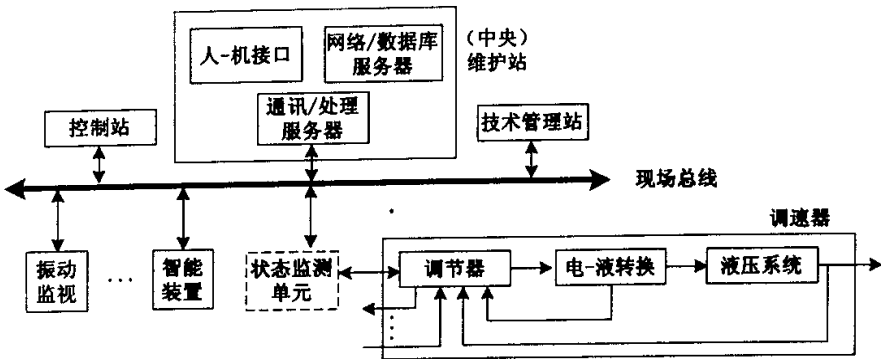 人-机接口
网络/数据库
服务器
（中央）
维护站
通讯/处理
服务器
控制站
技术管理站
现场总线
调速器
振动
监视
...
智能
装置
状态监测
单元
调节器
电-液转换
液压系统